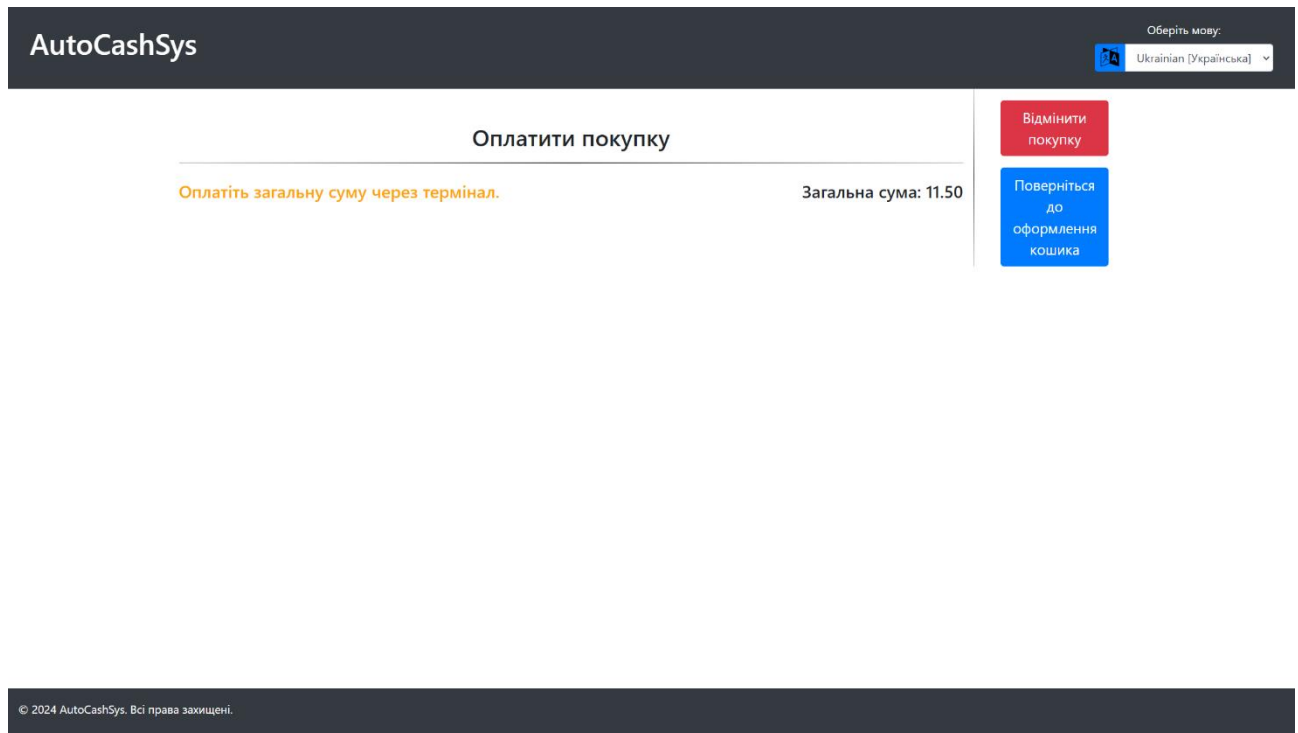 AutoCashSys
Оберіть мову:
Ukrainian [Українська]
Оплатити покупку
Оплатіть загальну суму через термінал.
Загальна сума: 11.50
Відмінити
покупку
Поверніться
до
оформлення
кошика
© 2024 AutoCashSys. Всі права захищені.